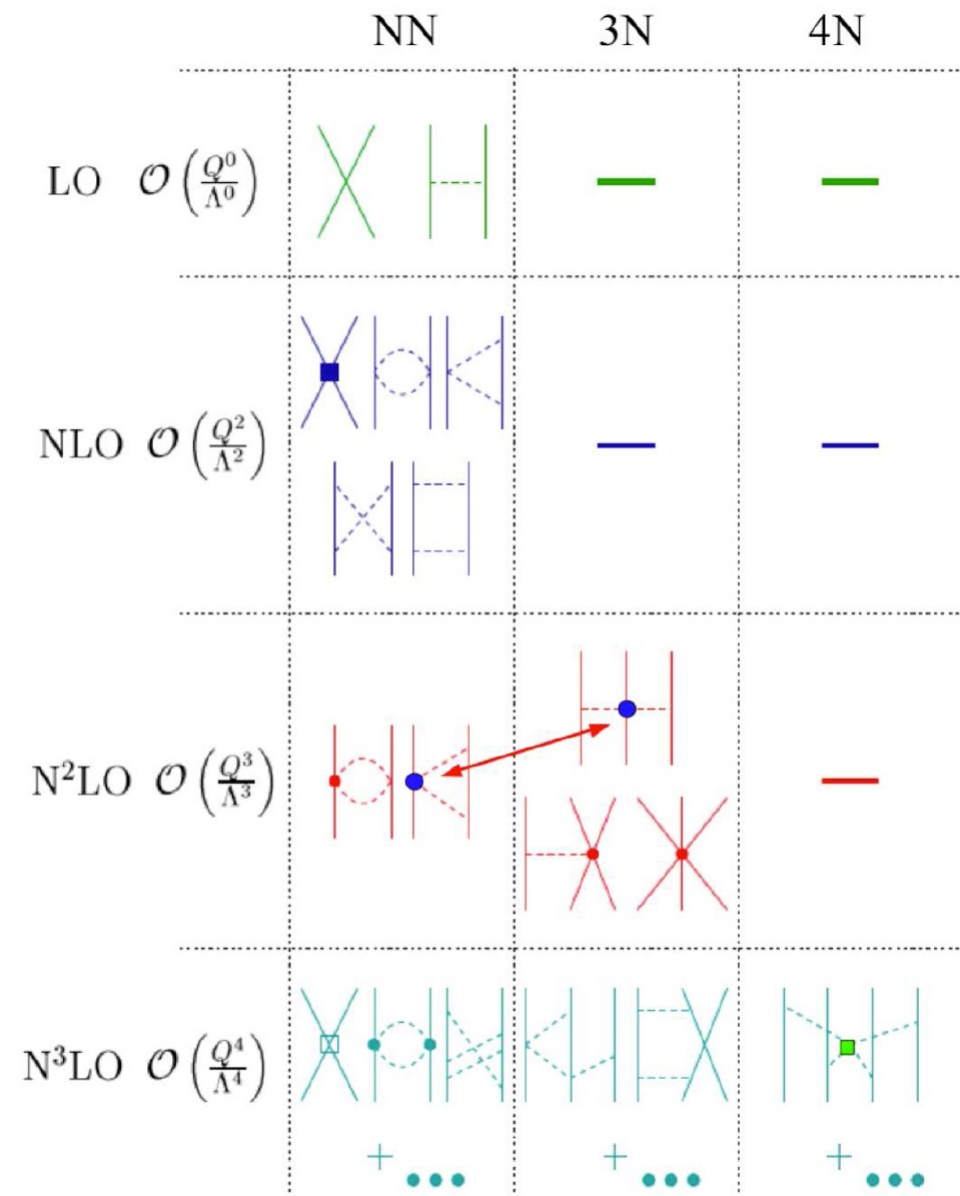 NN 3N 4N
LO 𝒪(Q⁰/Λ⁰)
NLO 𝒪(Q²/Λ²)
N²LO 𝒪(Q³/Λ³)
N³LO 𝒪(Q⁴/Λ⁴)
+ ••• + ••• + •••